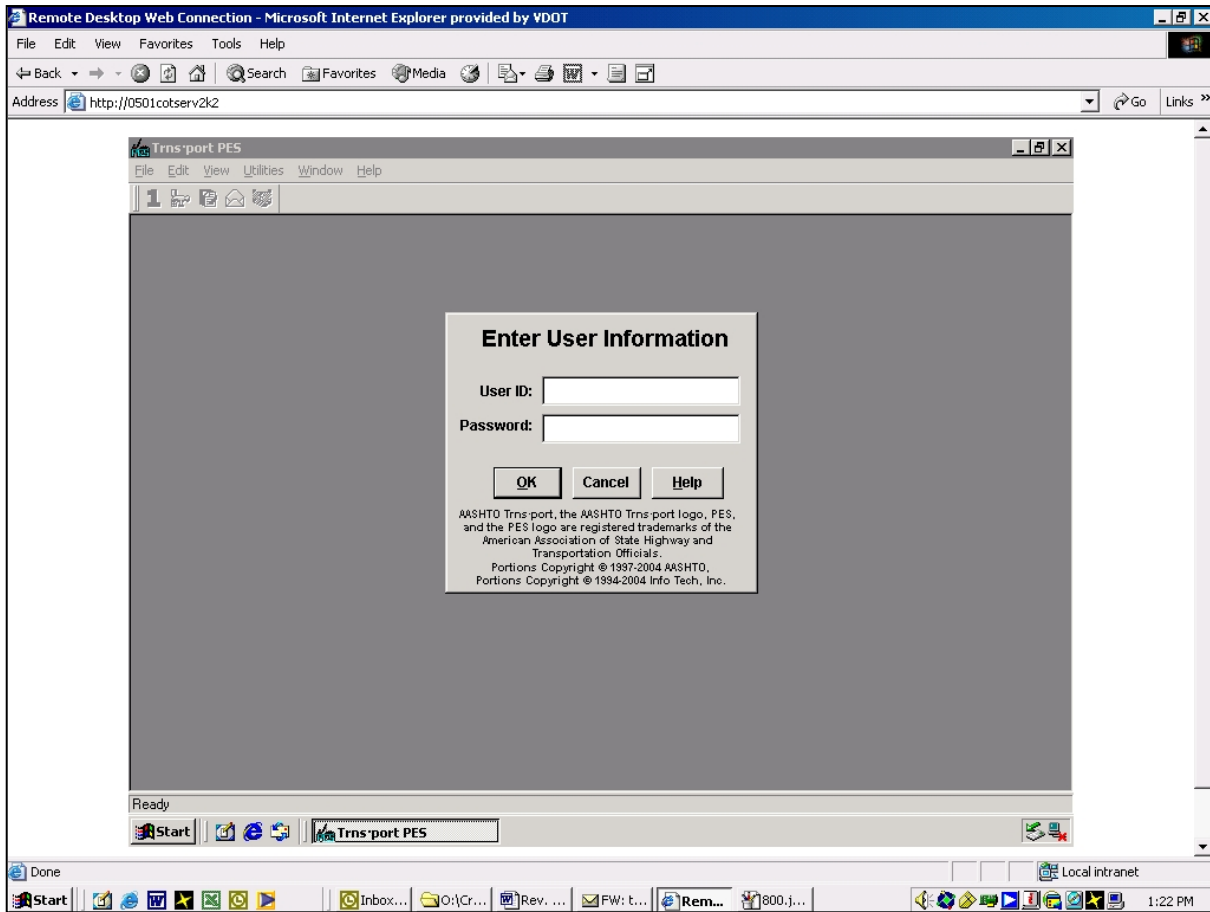 Remote Desktop Web Connection - Microsoft Internet Explorer provided by VDOT
File Edit View Favorites Tools Help
Back Search Favorites Media
Address http://0501cotserv2k2 Go Links »
Trns·port PES
File Edit View Utilities Window Help
1
Enter User Information
User ID:
Password:
OK Cancel Help
AASHTO Trns·port, the AASHTO Trns·port logo, PES,
and the PES logo are registered trademarks of the
American Association of State Highway and
Transportation Officials.
Portions Copyright © 1997-2004 AASHTO,
Portions Copyright © 1994-2004 Info Tech, Inc.
Ready
Start Trns·port PES
Done Local intranet
Start Inbox... O:\Cr... Rev. ... FW: t... Rem... 800.j... 1:22 PM